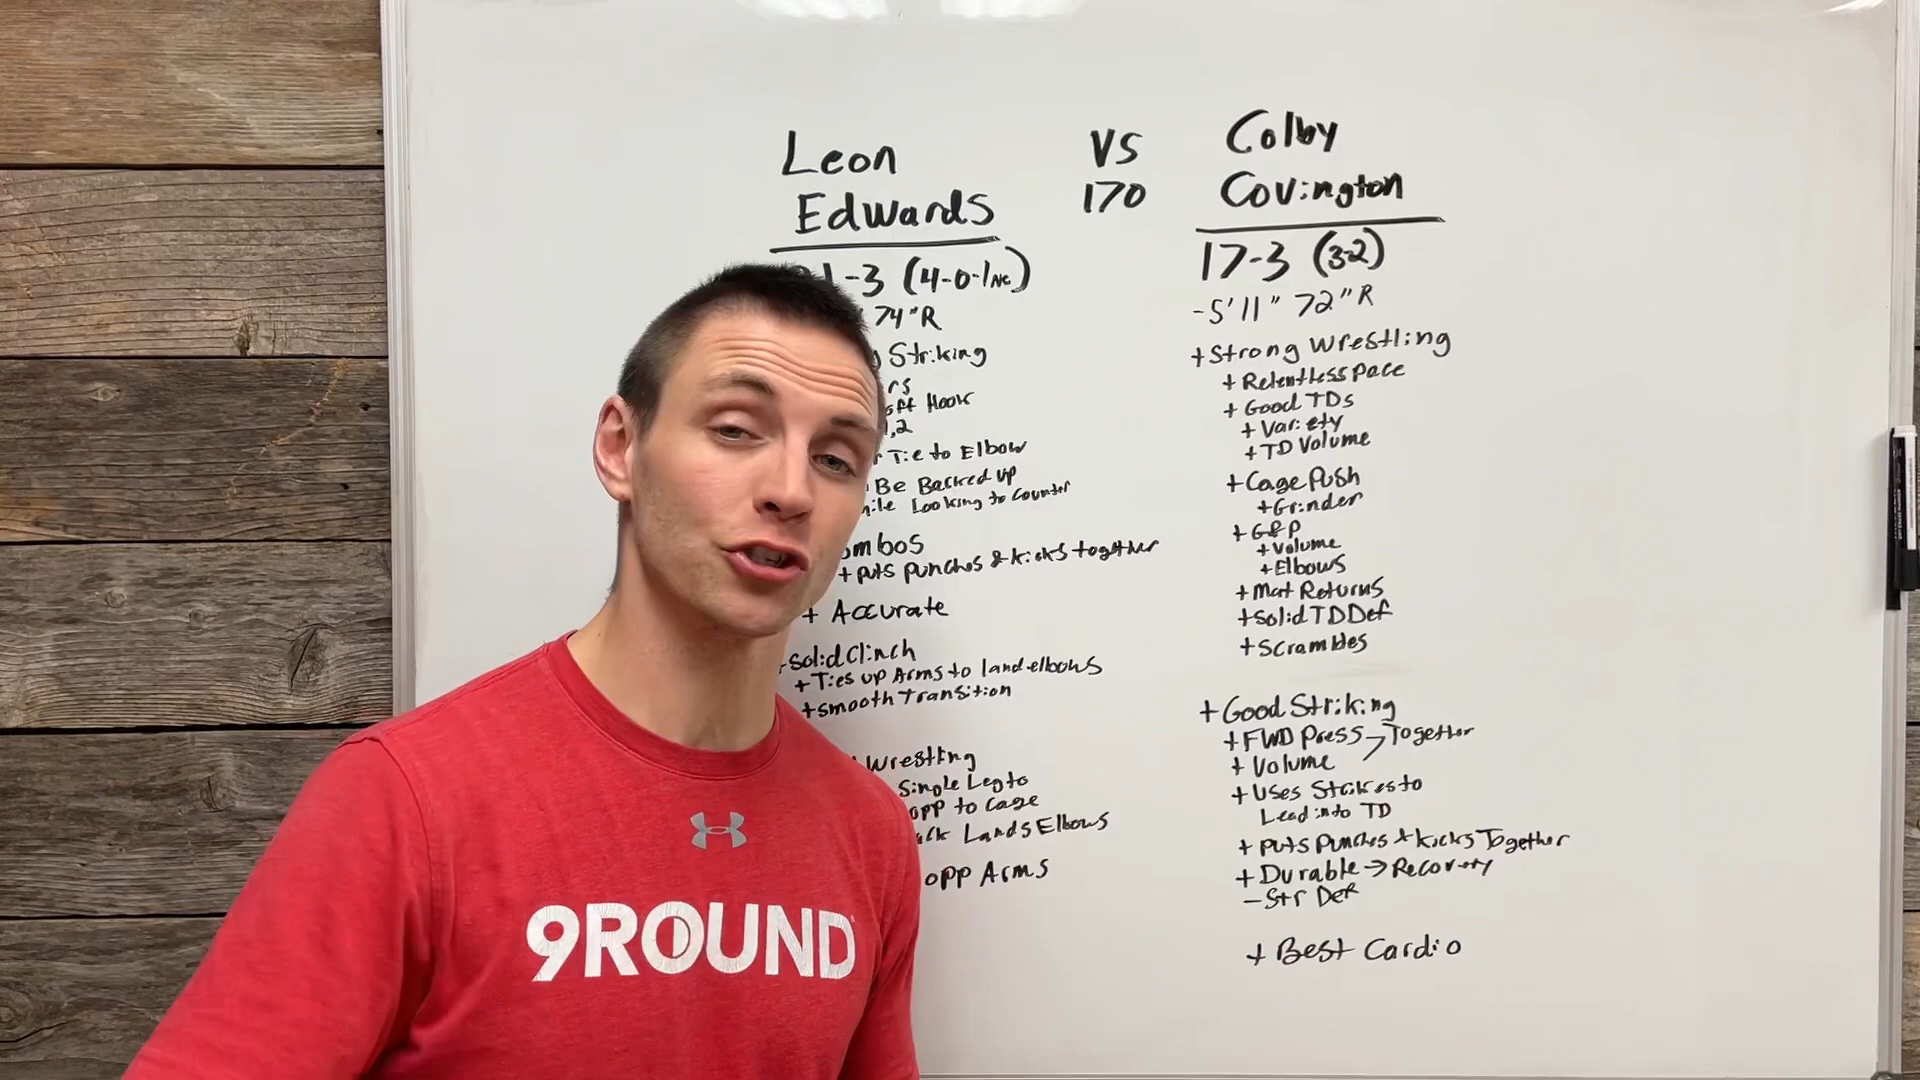 Leon
Edwards
VS
170
Colby
Covington
-3 (4-0-1NC)
74"R
Striking
Hook
,2
Tie to Elbow
Be Backed up
Looking to Counter
+ puts punches & kicks together
+ Accurate
Solid Clinch
+ Ties up Arms to land elbows
+ smooth transition
Wrestling
Single Leg to
opp to cage
Lands Elbows
opp Arms
17-3 (3-2)
-5'11" 72"R
+ Strong Wrestling
+ Relentless pace
+ Good TDs
+ Variety
+ TD Volume
+ Cage Push
+ Grinder
+ G&P
+ Volume
+ Elbows
+ Mat Returns
+ Solid TD Def
+ Scrambles
+ Good Striking
+ FWD Press
+ Volume
Together
+ Uses Strikes to
Lead into TD
+ puts punches & kicks Together
+ Durable → Recovery
- Str Def
+ Best Cardio
9ROUND